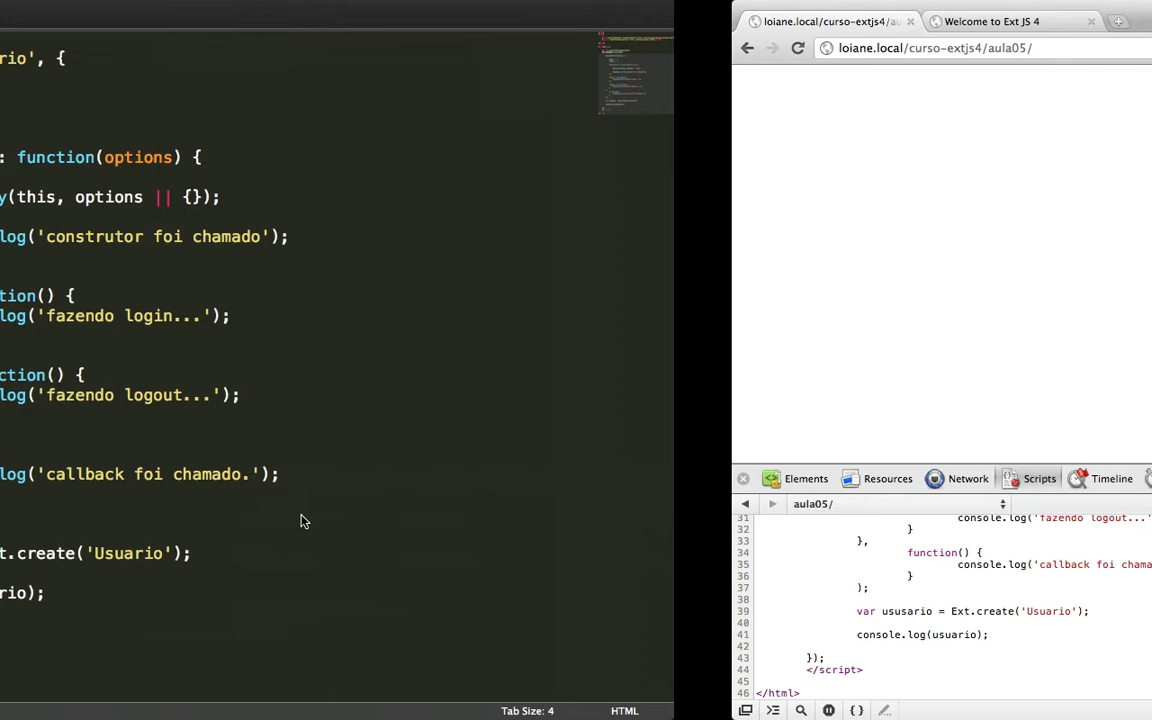 rio', {
: function(options) {
y(this, options || {});
log('construtor foi chamado');
tion() {
log('fazendo login...');
ction() {
log('fazendo logout...');
log('callback foi chamado.');
t.create('Usuario');
rio);
Tab Size: 4 HTML
loiane.local/curso-extjs4/au
Welcome to Ext JS 4
loiane.local/curso-extjs4/aula05/
Elements Resources Network Scripts Timeline
aula05/
31 console.log('fazendo logout...'
32 }
33 },
34 function() {
35 console.log('callback foi chama
36 }
37 );
38
39 var ususario = Ext.create('Usuario');
40
41 console.log(usuario);
42
43 });
44 </script>
45
46 </html>